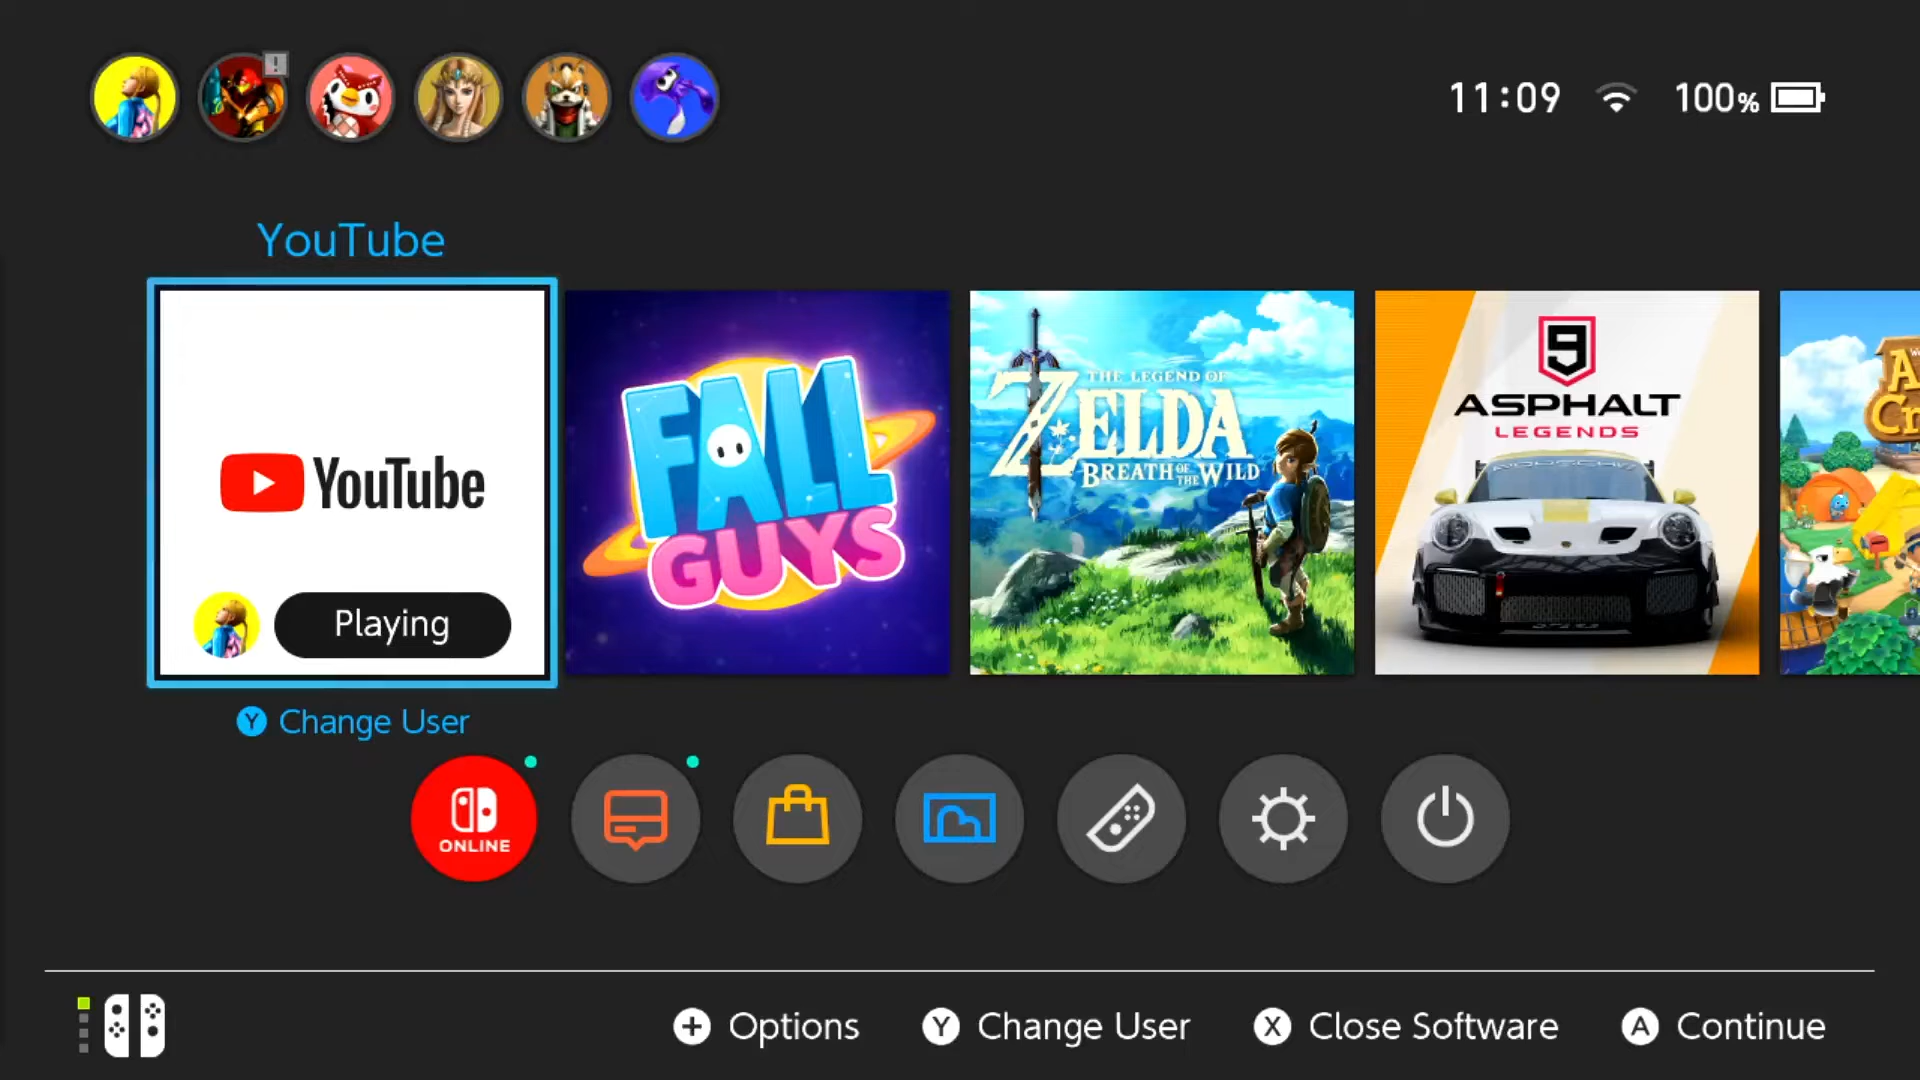 11:09
100%
YouTube
YouTube
Playing
FALL
GUYS
THE LEGEND OF
ZELDA
BREATH OF THE WILD
9
ASPHALT
LEGENDS
Y Change User
ONLINE
+ Options
Y Change User
X Close Software
A Continue